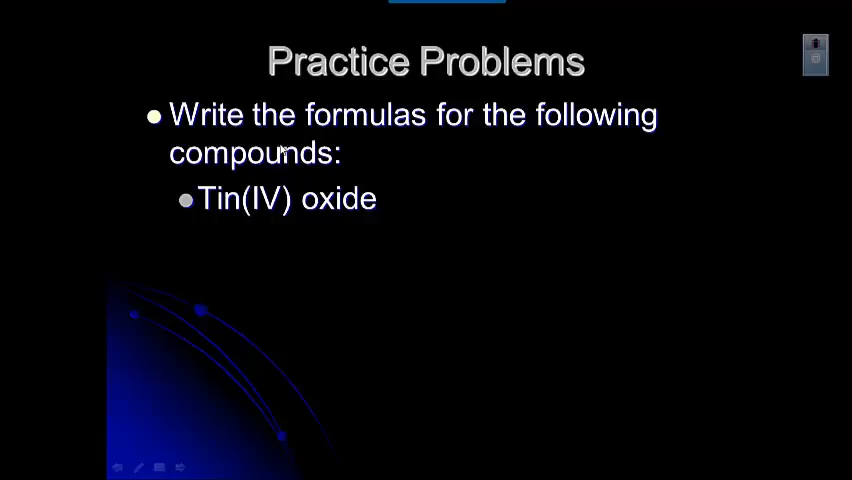 Practice Problems
Write the formulas for the following
compounds:
Tin(IV) oxide